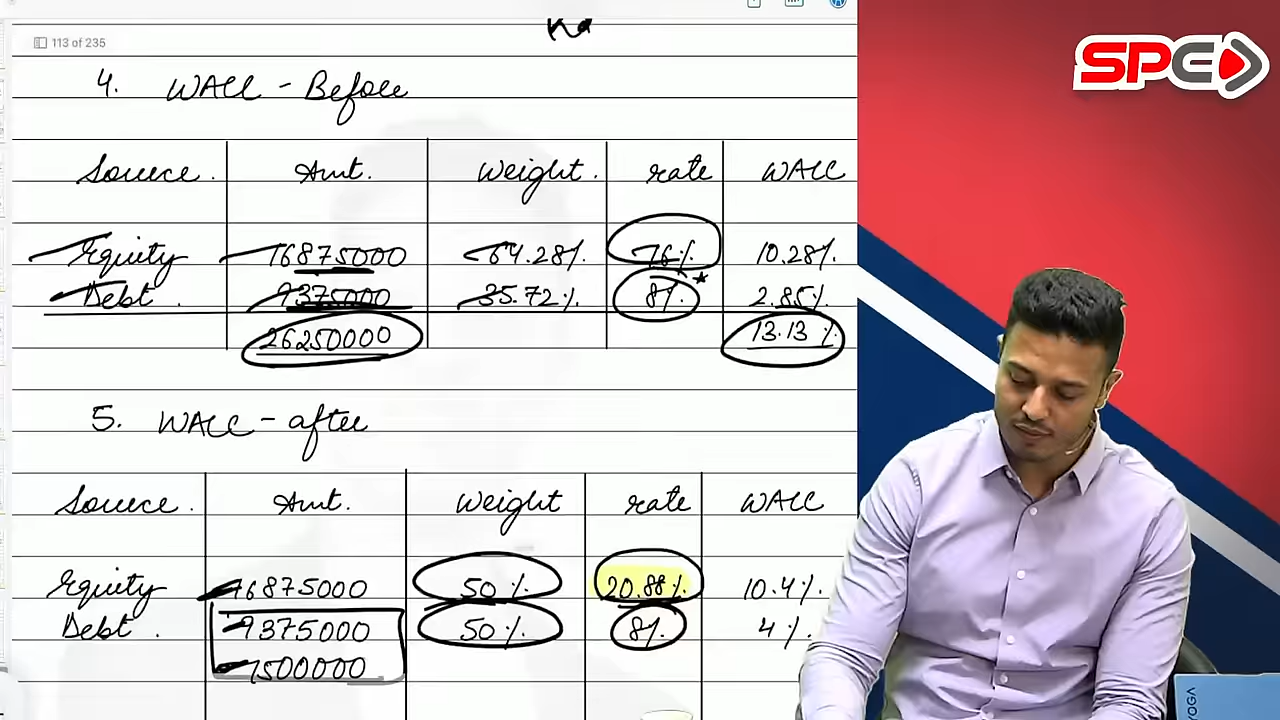 113 of 235
SPC
4. WACC - Before
Source. Amt. Weight. rate WACC
Equity 16875000 64.28%. 16% 10.28%.
Debt. 9375000 35.72%. 8%. * 2.85%
26250000 13.13%
5. WACC - after
Source. Amt. Weight rate WACC
Equity 16875000 50% 20.88% 10.4%.
Debt. 9375000 50%. 8%. 4%.
7500000
YOGA